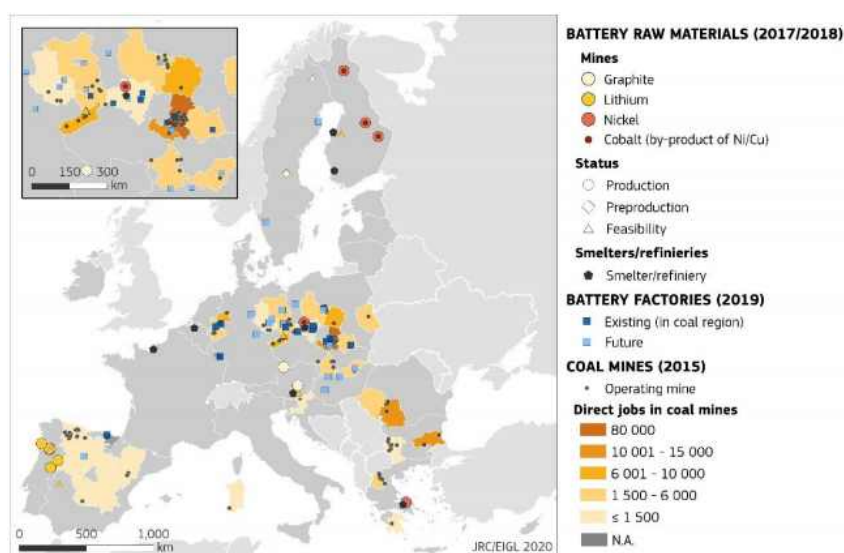 BATTERY RAW MATERIALS (2017/2018)
Mines
Graphite
Lithium
Nickel
Cobalt (by-product of Ni/Cu)
Status
Production
Preproduction
Feasibility
Smelters/refinieries
Smelter/refiniery
BATTERY FACTORIES (2019)
Existing (in coal region)
Future
COAL MINES (2015)
Operating mine
Direct jobs in coal mines
80 000
10 001 - 15 000
6 001 - 10 000
1 500 - 6 000
≤ 1 500
N.A.
0 150 300
km
0 500 1,000
km
JRC/EIGL 2020